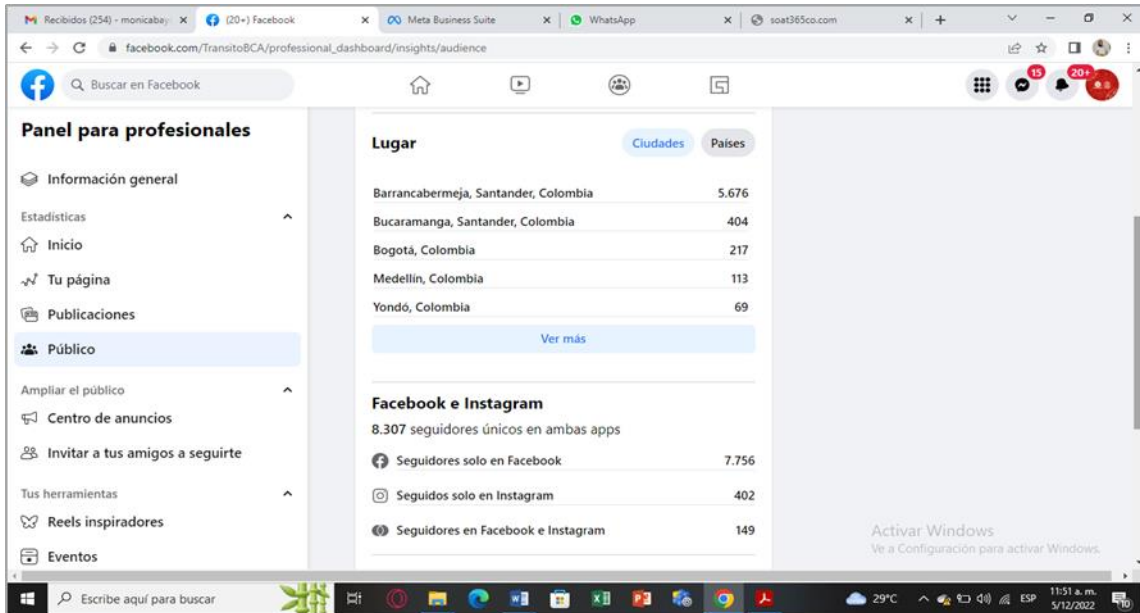 Recibidos (254) - monicabay
(20+) Facebook
Meta Business Suite
WhatsApp
soat365co.com
facebook.com/TransitoBCA/professional_dashboard/insights/audience
Buscar en Facebook
15
20+
Panel para profesionales
Información general
Estadísticas
Inicio
Tu página
Publicaciones
Público
Ampliar el público
Centro de anuncios
Invitar a tus amigos a seguirte
Tus herramientas
Reels inspiradores
Eventos
Lugar
Ciudades
Países
Barrancabermeja, Santander, Colombia 5.676
Bucaramanga, Santander, Colombia 404
Bogotá, Colombia 217
Medellín, Colombia 113
Yondó, Colombia 69
Ver más
Facebook e Instagram
8.307 seguidores únicos en ambas apps
Seguidores solo en Facebook 7.756
Seguidos solo en Instagram 402
Seguidores en Facebook e Instagram 149
Activar Windows
Ve a Configuración para activar Windows.
Escribe aquí para buscar
29°C
ESP
11:51 a. m.
5/12/2022